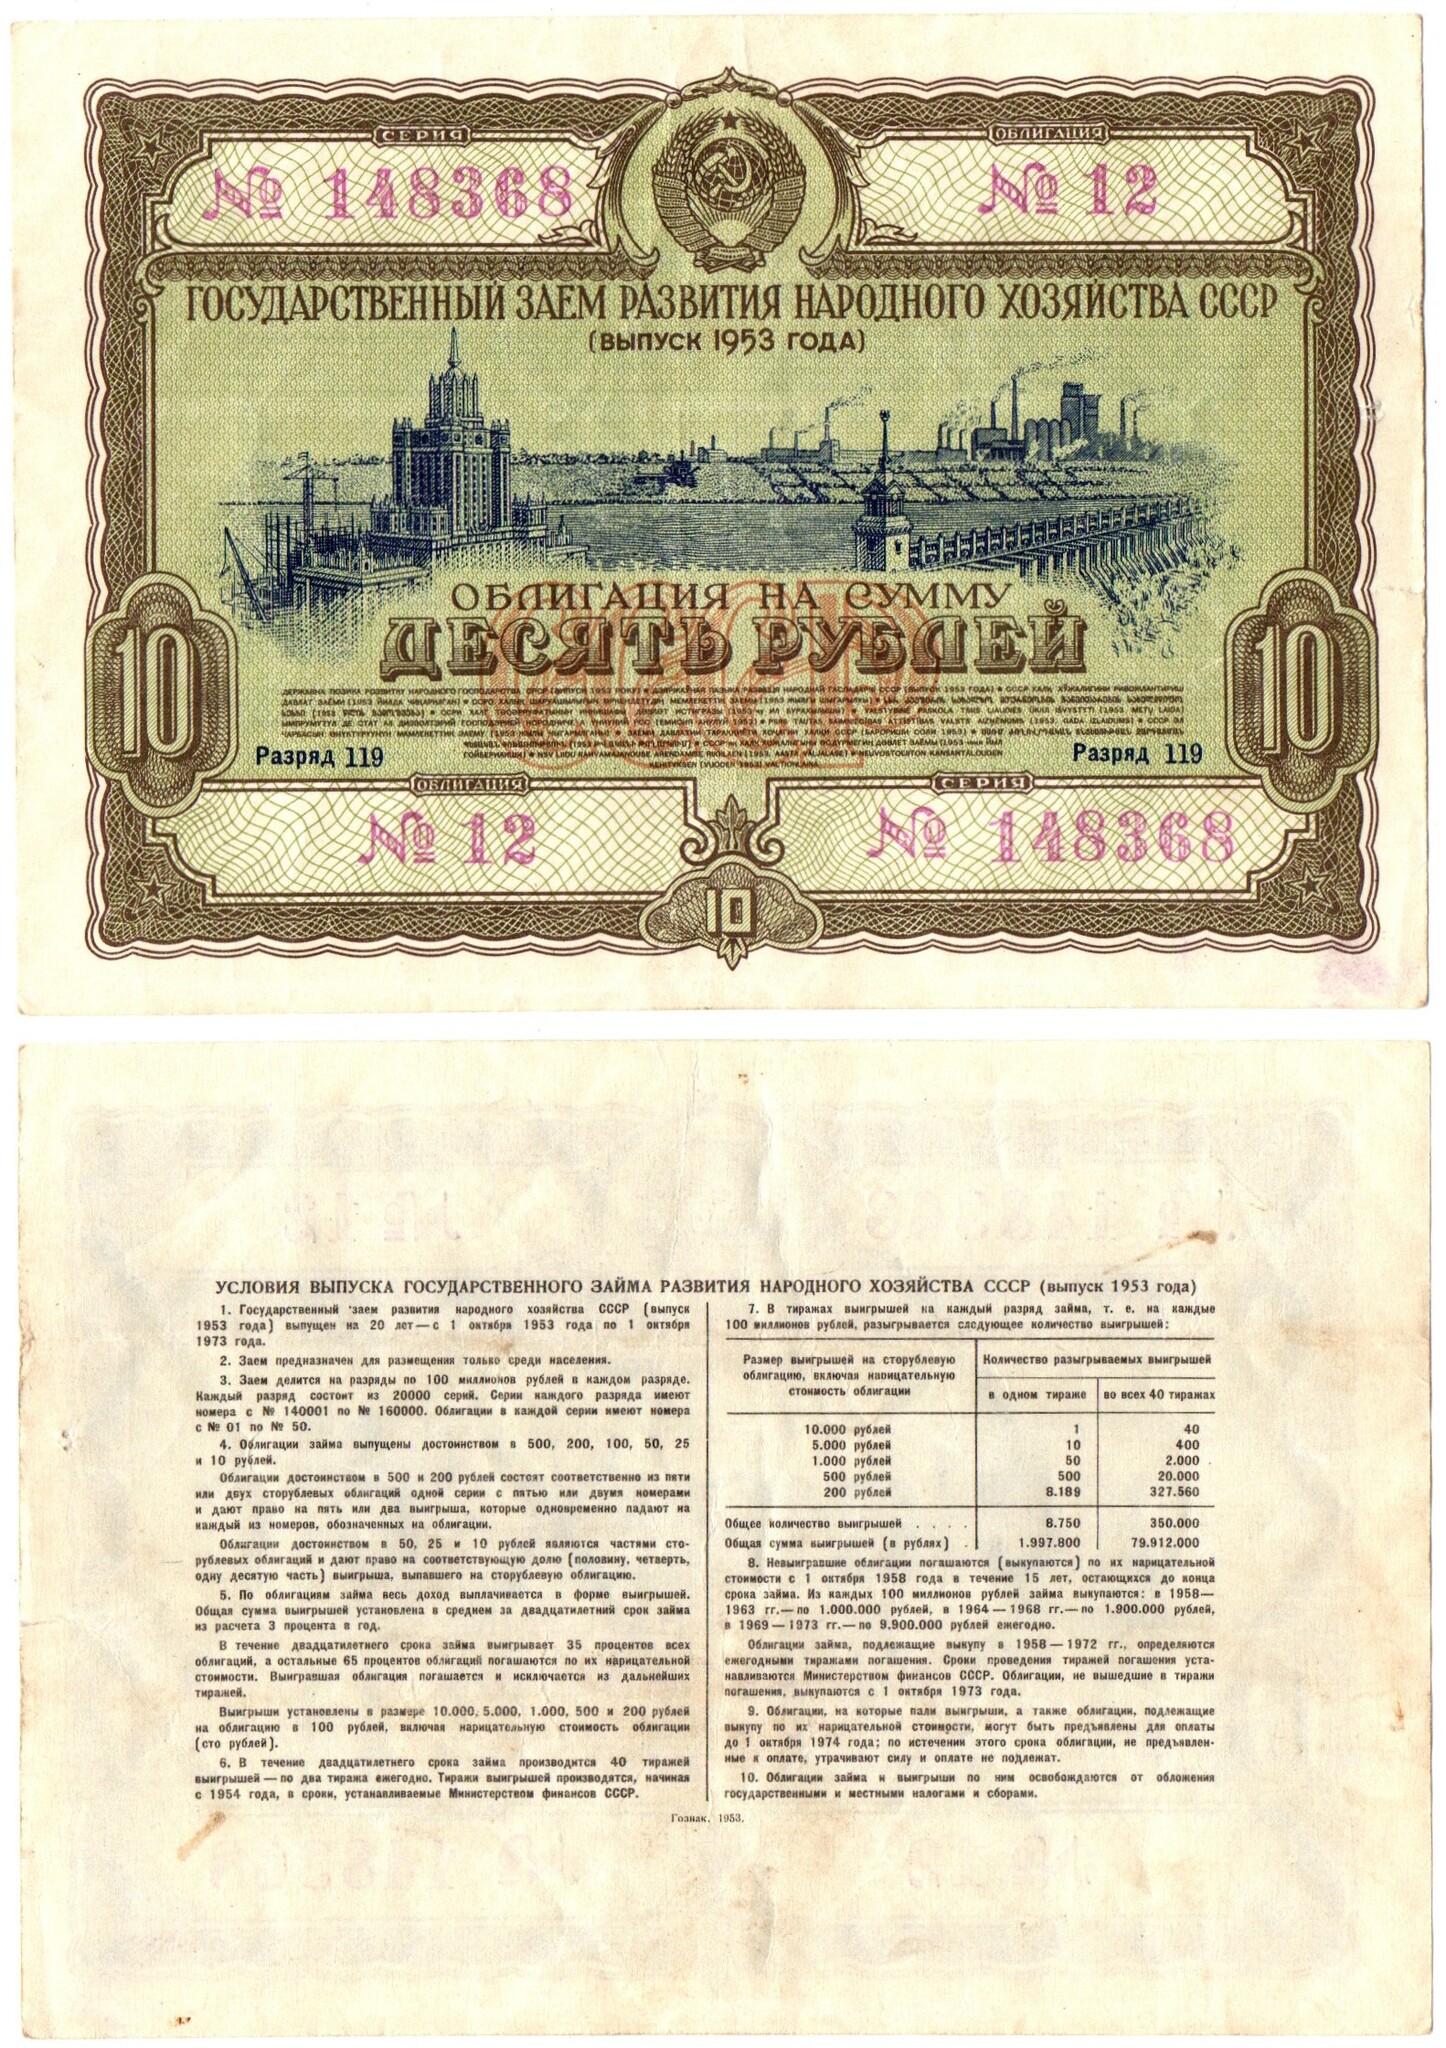 СЕРИЯ
№ 148368
ОБЛИГАЦИЯ
№ 12
ГОСУДАРСТВЕННЫЙ ЗАЕМ РАЗВИТИЯ НАРОДНОГО ХОЗЯЙСТВА СССР
(ВЫПУСК 1953 ГОДА)
ОБЛИГАЦИЯ НА СУММУ
ДЕСЯТЬ РУБЛЕЙ
10
10
ДЕРЖАВНА ПОЗИКА РОЗВИТКУ НАРОДНОГО ГОСПОДАРСТВА СРСР (ВИПУСК 1953 РОКУ)
Разряд 119
Разряд 119
ОБЛИГАЦИЯ
№ 12
СЕРИЯ
№ 148368
10
УСЛОВИЯ ВЫПУСКА ГОСУДАРСТВЕННОГО ЗАЙМА РАЗВИТИЯ НАРОДНОГО ХОЗЯЙСТВА СССР (выпуск 1953 года)
1. Государственный заем развития народного хозяйства СССР (выпуск
1953 года) выпущен на 20 лет — с 1 октября 1953 года по 1 октября
1973 года.
2. Заем предназначен для размещения только среди населения.
3. Заем делится на разряды по 100 миллионов рублей в каждом разряде.
Каждый разряд состоит из 20000 серий. Серии каждого разряда имеют
номера с № 140001 по № 160000. Облигации в каждой серии имеют номера
с № 01 по № 50.
4. Облигации займа выпущены достоинством в 500, 200, 100, 50, 25
и 10 рублей.
Облигации достоинством в 500 и 200 рублей состоят соответственно из пяти
или двух сторублевых облигаций одной серии с пятью или двумя номерами
и дают право на пять или два выигрыша, которые одновременно падают на
каждый из номеров, обозначенных на облигации.
Облигации достоинством в 50, 25 и 10 рублей являются частями сто-
рублевых облигаций и дают право на соответствующую долю (половину, четверть,
одну десятую часть) выигрыша, выпавшего на сторублевую облигацию.
5. По облигациям займа весь доход выплачивается в форме выигрышей.
Общая сумма выигрышей установлена в среднем за двадцатилетний срок займа
из расчета 3 процента в год.
В течение двадцатилетнего срока займа выигрывает 35 процентов всех
облигаций, а остальные 65 процентов облигаций погашаются по их нарицательной
стоимости. Выигравшая облигация погашается и исключается из дальнейших
тиражей.
Выигрыши установлены в размере 10.000, 5.000, 1.000, 500 и 200 рублей
на облигацию в 100 рублей, включая нарицательную стоимость облигации
(сто рублей).
6. В течение двадцатилетнего срока займа производится 40 тиражей
выигрышей — по два тиража ежегодно. Тиражи выигрышей производятся, начиная
с 1954 года, в сроки, устанавливаемые Министерством финансов СССР.
7. В тиражах выигрышей на каждый разряд займа, т. е. на каждые
100 миллионов рублей, разыгрывается следующее количество выигрышей:
Размер выигрышей на сторублевую
облигацию, включая нарицательную
стоимость облигации
Количество разыгрываемых выигрышей
в одном тираже во всех 40 тиражах
10.000 рублей 1 40
5.000 рублей 10 400
1.000 рублей 50 2.000
500 рублей 500 20.000
200 рублей 8.189 327.560
Общее количество выигрышей . . . . 8.750 350.000
Общая сумма выигрышей (в рублях) . 1.997.800 79.912.000
8. Невыигравшие облигации погашаются (выкупаются) по их нарицательной
стоимости с 1 октября 1958 года в течение 15 лет, остающихся до конца
срока займа. Из каждых 100 миллионов рублей займа выкупаются: в 1958—
1963 гг. — по 1.000.000 рублей, в 1964 — 1968 гг. — по 1.900.000 рублей,
в 1969 — 1973 гг. — по 9.900.000 рублей ежегодно.
Облигации займа, подлежащие выкупу в 1958 — 1972 гг., определяются
ежегодными тиражами погашения. Сроки проведения тиражей погашения уста-
навливаются Министерством финансов СССР. Облигации, не вышедшие в тиражи
погашения, выкупаются с 1 октября 1973 года.
9. Облигации, на которые пали выигрыши, а также облигации, подлежащие
выкупу по их нарицательной стоимости, могут быть предъявлены для оплаты
до 1 октября 1974 года; по истечении этого срока облигации, не предъявлен-
ные к оплате, утрачивают силу и оплате не подлежат.
10. Облигации займа и выигрыши по ним освобождаются от обложения
государственными и местными налогами и сборами.
Гознак. 1953.